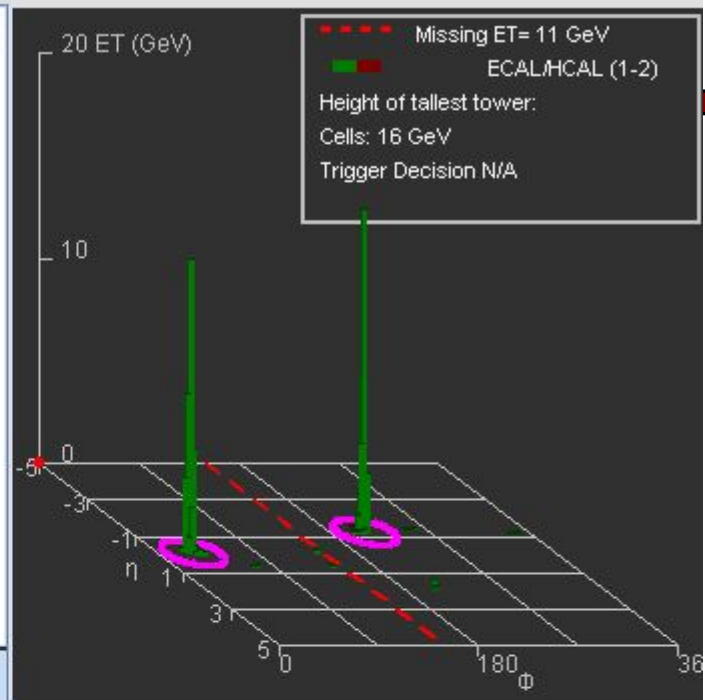 20 ET (GeV)
Missing ET= 11 GeV
ECAL/HCAL (1-2)
Height of tallest tower:
Cells: 16 GeV
Trigger Decision N/A
10
0
-5
-3
-1
η
1
3
5
0
180
Φ
36